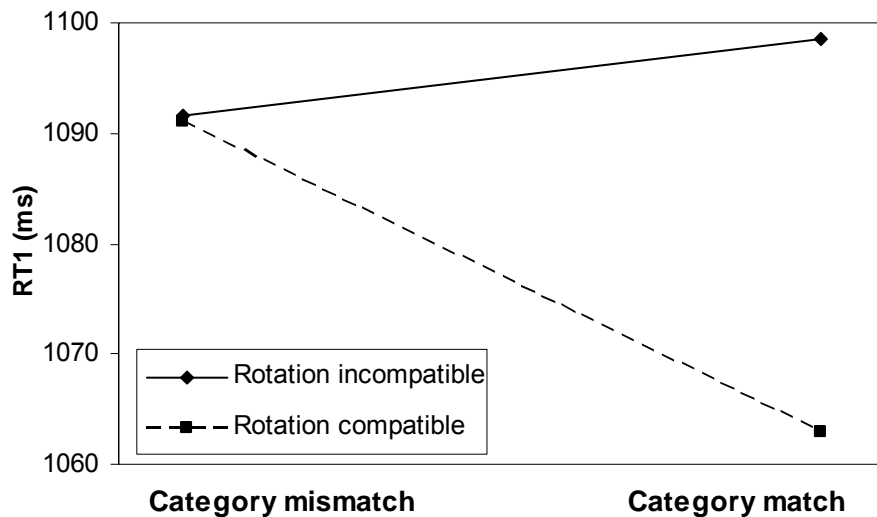 1100
1090
1080
1070
1060
RT1 (ms)
Rotation incompatible
Rotation compatible
Category mismatch Category match